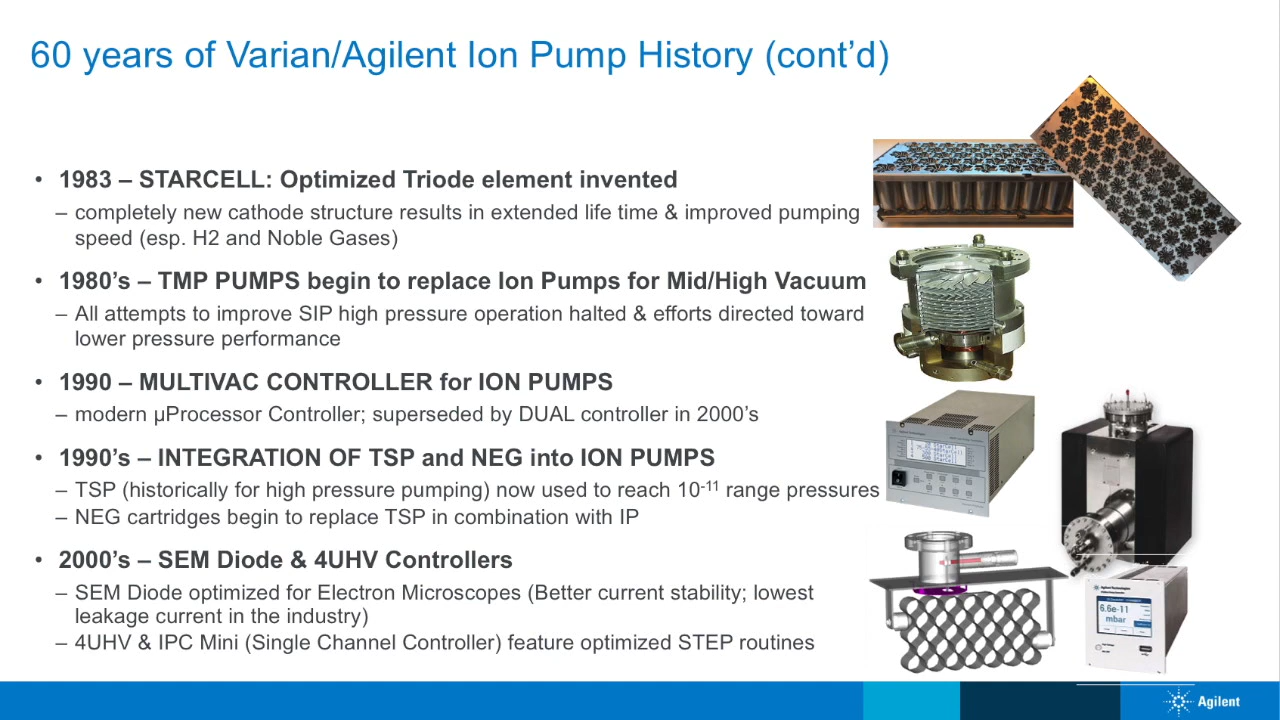 60 years of Varian/Agilent Ion Pump History (cont’d)
• 1983 – STARCELL: Optimized Triode element invented
– completely new cathode structure results in extended life time & improved pumping
speed (esp. H2 and Noble Gases)
• 1980’s – TMP PUMPS begin to replace Ion Pumps for Mid/High Vacuum
– All attempts to improve SIP high pressure operation halted & efforts directed toward
lower pressure performance
• 1990 – MULTIVAC CONTROLLER for ION PUMPS
– modern µProcessor Controller; superseded by DUAL controller in 2000’s
• 1990’s – INTEGRATION OF TSP and NEG into ION PUMPS
– TSP (historically for high pressure pumping) now used to reach 10-11 range pressures
– NEG cartridges begin to replace TSP in combination with IP
• 2000’s – SEM Diode & 4UHV Controllers
– SEM Diode optimized for Electron Microscopes (Better current stability; lowest
leakage current in the industry)
– 4UHV & IPC Mini (Single Channel Controller) feature optimized STEP routines
6.6e-11
mbar
Agilent